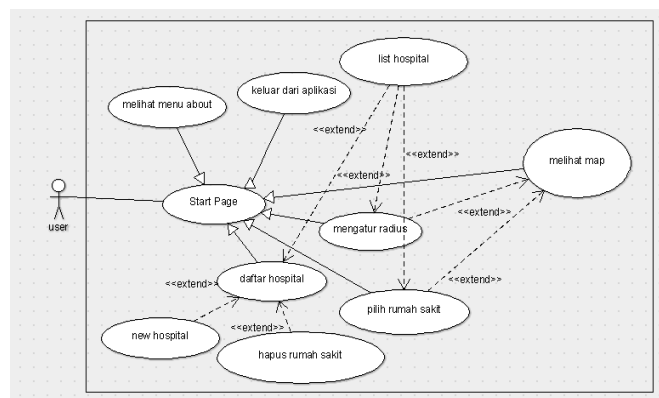 list hospital
keluar dari aplikasi
melihat menu about
<<extend>>
<<extend>>
<<extend>>
melihat map
Start Page
user
<<extend>>
mengatur radius
daftar hospital
<<extend>>
<<extend>>
pilih rumah sakit
<<extend>>
new hospital
hapus rumah sakit